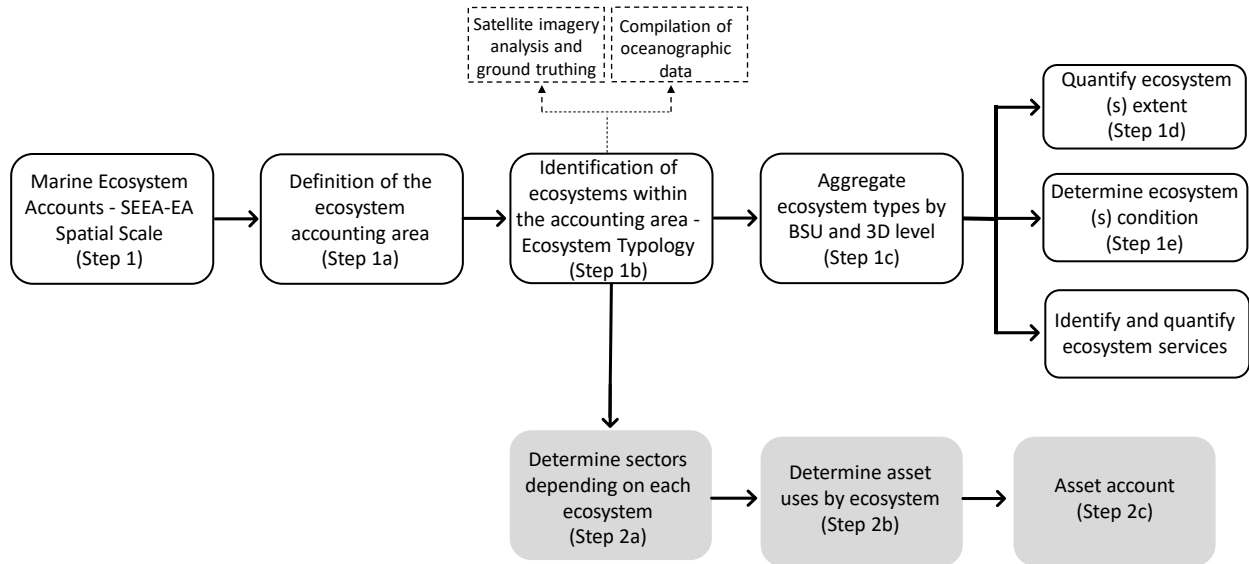 Satellite imagery
analysis and
ground truthing
Compilation of
oceanographic
data
Marine Ecosystem
Accounts - SEEA-EA
Spatial Scale
(Step 1)
Definition of the
ecosystem
accounting area
(Step 1a)
Identification of
ecosystems within
the accounting area -
Ecosystem Typology
(Step 1b)
Aggregate
ecosystem types by
BSU and 3D level
(Step 1c)
Quantify ecosystem
(s) extent
(Step 1d)
Determine ecosystem
(s) condition
(Step 1e)
Identify and quantify
ecosystem services
Determine sectors
depending on each
ecosystem
(Step 2a)
Determine asset
uses by ecosystem
(Step 2b)
Asset account
(Step 2c)